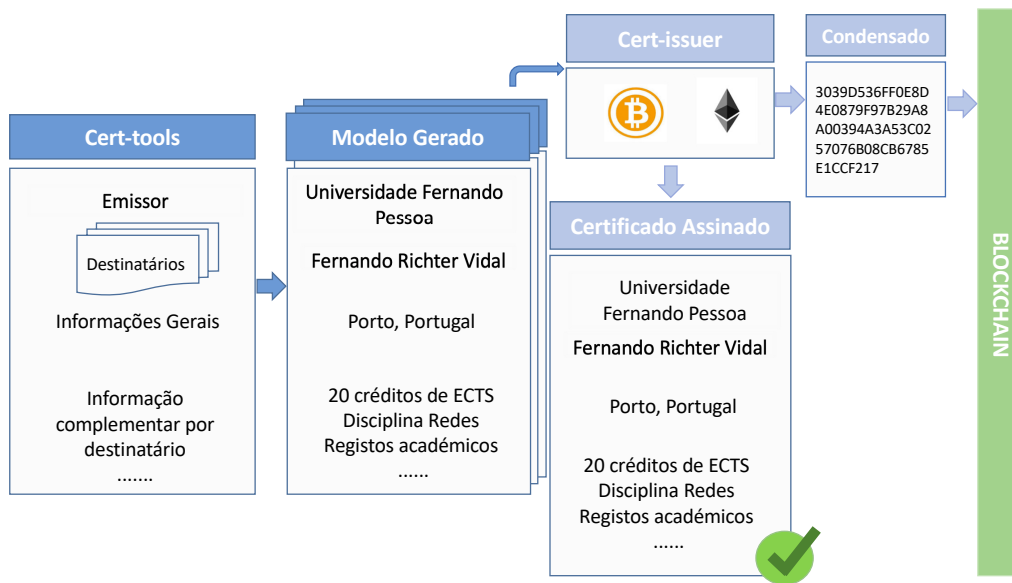 Cert-tools
Emissor
Destinatários
Informações Gerais
Informação
complementar por
destinatário
.......
Modelo Gerado
Universidade Fernando
Pessoa
Fernando Richter Vidal
Porto, Portugal
20 créditos de ECTS
Disciplina Redes
Registos académicos
......
Cert-issuer
Condensado
3039D536FF0E8D
4E0879F97B29A8
A00394A3A53C02
57076B08CB6785
E1CCF217
Certificado Assinado
Universidade
Fernando Pessoa
Fernando Richter Vidal
Porto, Portugal
20 créditos de ECTS
Disciplina Redes
Registos académicos
......
BLOCKCHAIN